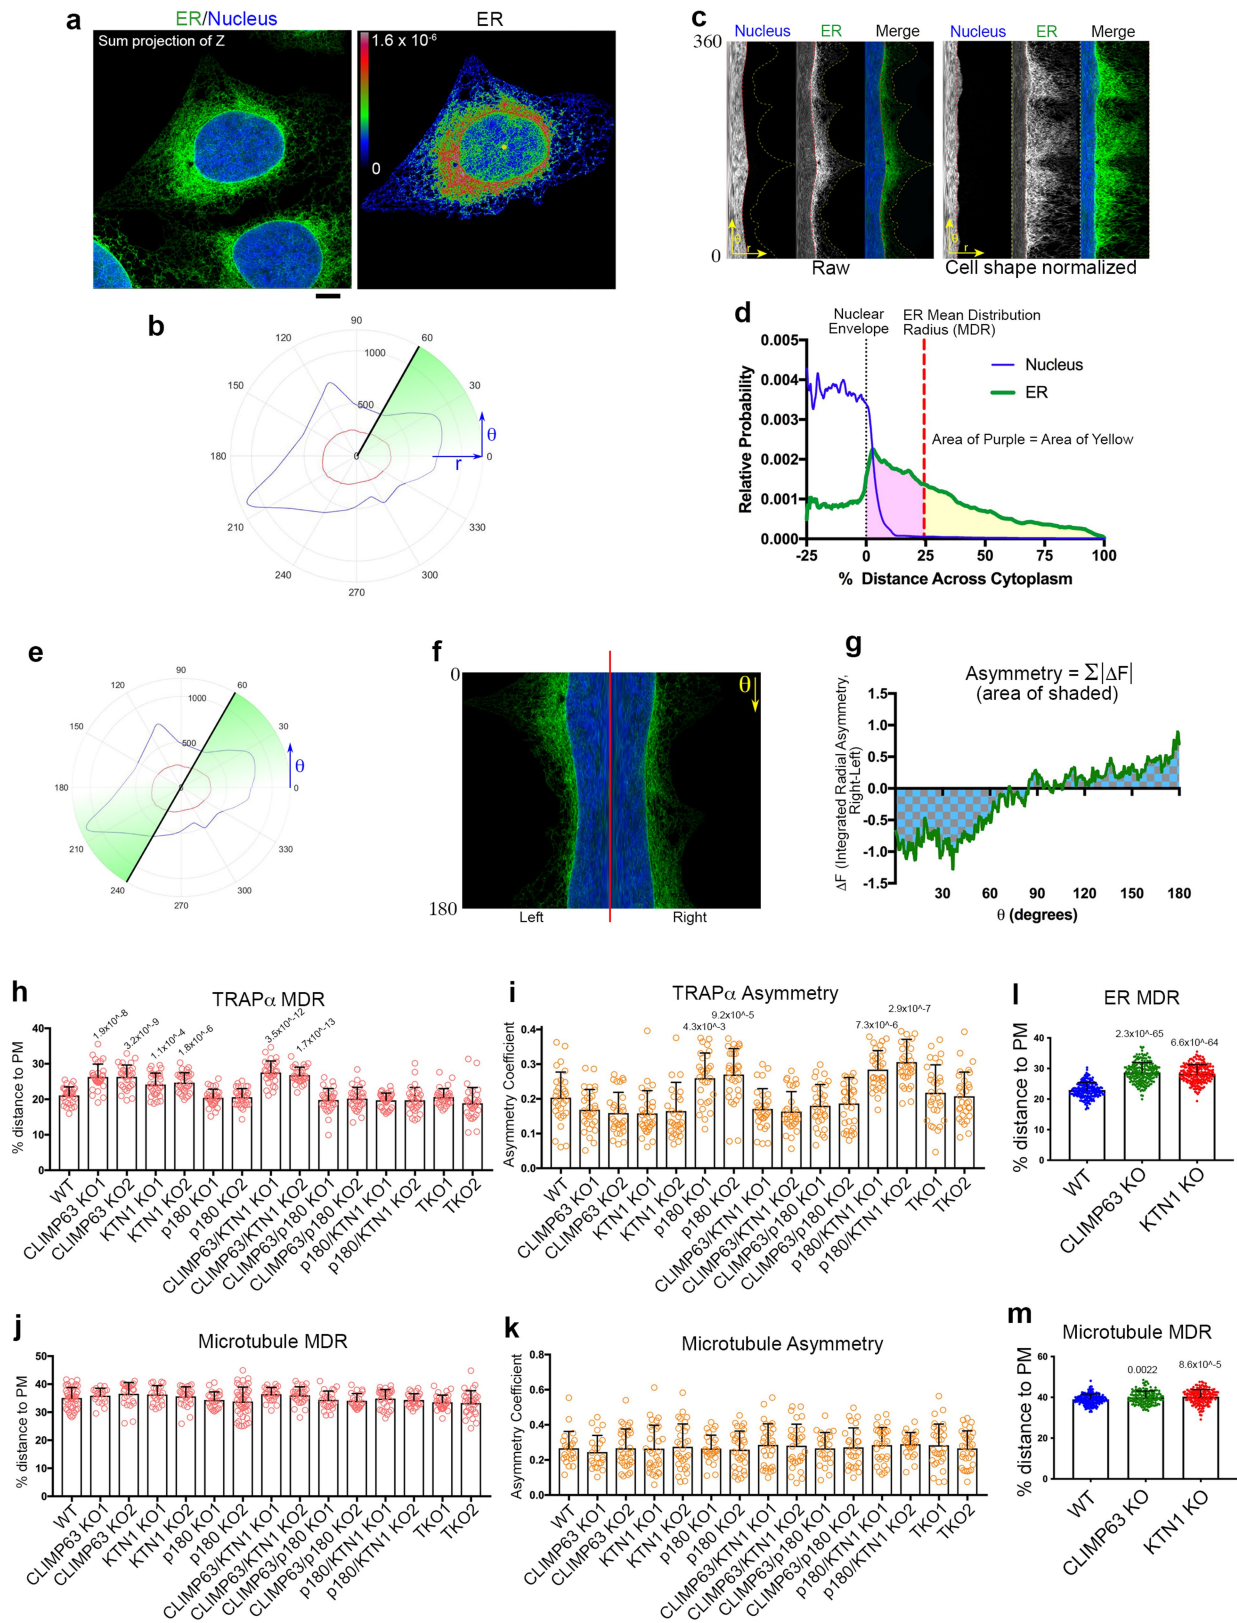 a
ER/Nucleus
ER
Sum projection of Z
1.6 x 10-6
0
b
90
120
60
150
30
180
0
210
330
240
300
270
1000
500
0
θ
r
c
Nucleus ER Merge
Nucleus ER Merge
360
0
θ
r
θ
r
Raw
Cell shape normalized
d
Nuclear
Envelope
ER Mean Distribution
Radius (MDR)
Nucleus
ER
Area of Purple = Area of Yellow
Relative Probability
0.005
0.004
0.003
0.002
0.001
0.000
-25 0 25 50 75 100
% Distance Across Cytoplasm
e
90
120
60
150
30
180
0
210
330
240
300
270
1000
500
0
θ
f
0
180
θ
Left
Right
g
Asymmetry = Σ|ΔF|
(area of shaded)
ΔF (Integrated Radial Asymmetry,
Right-Left)
1.5
1.0
0.5
0.0
-0.5
-1.0
-1.5
30 60 90 120 150 180
θ (degrees)
h
TRAPα MDR
% distance to PM
40
30
20
10
0
1.9x10^-8
3.2x10^-9
1.1x10^-4
1.8x10^-6
3.5x10^-12
1.7x10^-13
WT
CLIMP63 KO1
CLIMP63 KO2
KTN1 KO1
KTN1 KO2
p180 KO1
p180 KO2
CLIMP63/KTN1 KO1
CLIMP63/KTN1 KO2
CLIMP63/p180 KO1
CLIMP63/p180 KO2
p180/KTN1 KO1
p180/KTN1 KO2
TKO1
TKO2
i
TRAPα Asymmetry
Asymmetry Coefficient
0.4
0.3
0.2
0.1
0.0
4.3x10^-3
9.2x10^-5
7.3x10^-6
2.9x10^-7
WT
CLIMP63 KO1
CLIMP63 KO2
KTN1 KO1
KTN1 KO2
p180 KO1
p180 KO2
CLIMP63/KTN1 KO1
CLIMP63/KTN1 KO2
CLIMP63/p180 KO1
CLIMP63/p180 KO2
p180/KTN1 KO1
p180/KTN1 KO2
TKO1
TKO2
l
ER MDR
% distance to PM
40
30
20
10
0
2.3x10^-65
6.6x10^-64
WT
CLIMP63 KO
KTN1 KO
j
Microtubule MDR
% distance to PM
50
40
30
20
10
0
WT
CLIMP63 KO1
CLIMP63 KO2
KTN1 KO1
KTN1 KO2
p180 KO1
p180 KO2
CLIMP63/KTN1 KO1
CLIMP63/KTN1 KO2
CLIMP63/p180 KO1
CLIMP63/p180 KO2
p180/KTN1 KO1
p180/KTN1 KO2
TKO1
TKO2
k
Microtubule Asymmetry
Asymmetry Coefficient
0.8
0.6
0.4
0.2
0.0
WT
CLIMP63 KO1
CLIMP63 KO2
KTN1 KO1
KTN1 KO2
p180 KO1
p180 KO2
CLIMP63/KTN1 KO1
CLIMP63/KTN1 KO2
CLIMP63/p180 KO1
CLIMP63/p180 KO2
p180/KTN1 KO1
p180/KTN1 KO2
TKO1
TKO2
m
Microtubule MDR
% distance to PM
60
40
20
0
0.0022
8.6x10^-5
WT
CLIMP63 KO
KTN1 KO